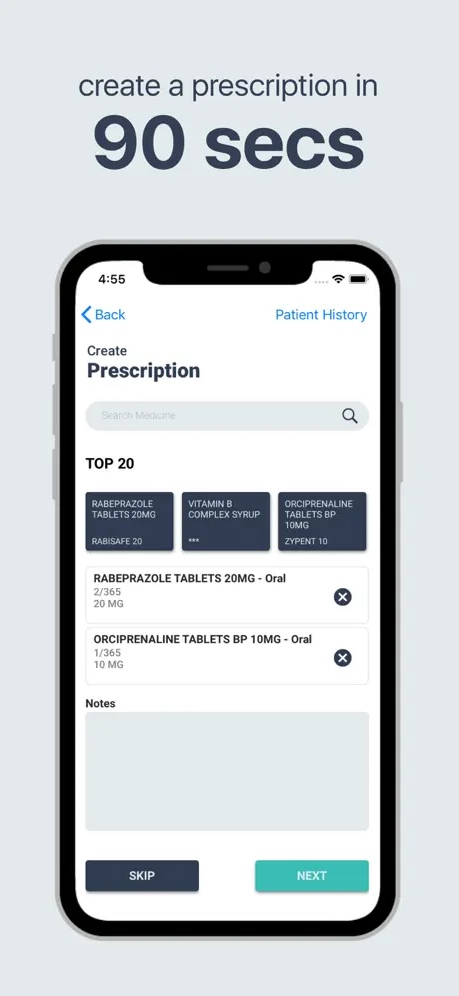 create a prescription in
90 secs
4:55
Back
Patient History
Create
Prescription
Search Medicine
TOP 20
RABEPRAZOLE
TABLETS 20MG
RABISAFE 20
VITAMIN B
COMPLEX SYRUP
***
ORCIPRENALINE
TABLETS BP
10MG
ZYPENT 10
RABEPRAZOLE TABLETS 20MG - Oral
2/365
20 MG
ORCIPRENALINE TABLETS BP 10MG - Oral
1/365
10 MG
Notes
SKIP
NEXT